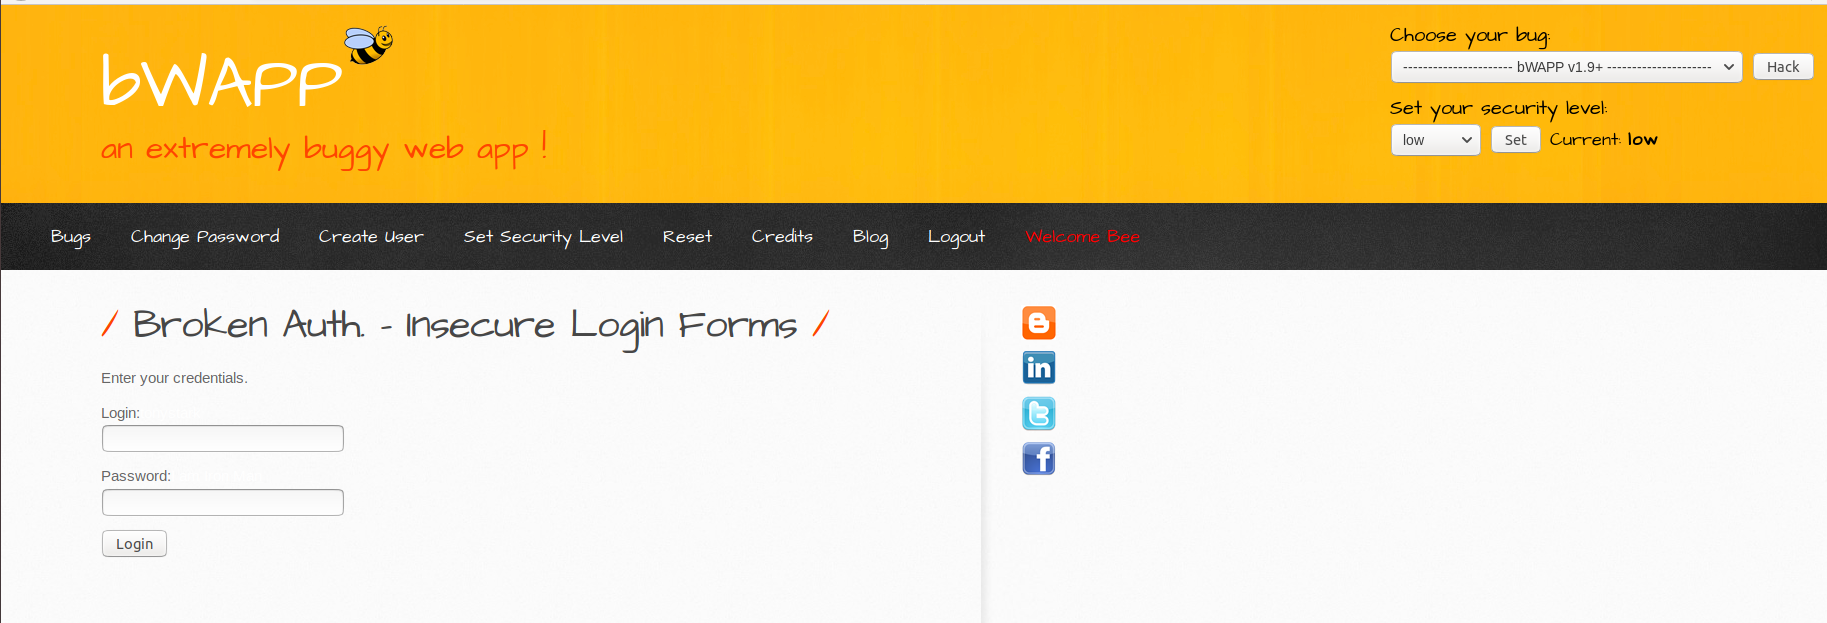 bWAPP
an extremely buggy web app !
Choose your bug:
---------------------- bWAPP v1.9+ ---------------------
Hack
Set your security level:
low
Set
Current: low
Bugs
Change Password
Create User
Set Security Level
Reset
Credits
Blog
Logout
Welcome Bee
/ Broken Auth. - Insecure Login Forms /
Enter your credentials.
Login:
Password:
Login
in
t
f